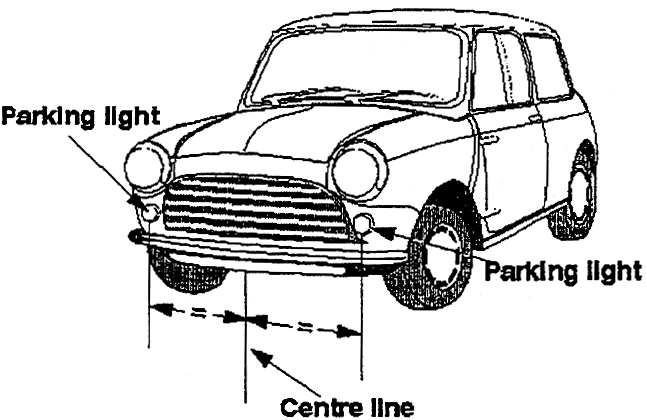 Parking light
Parking light
= =
Centre line